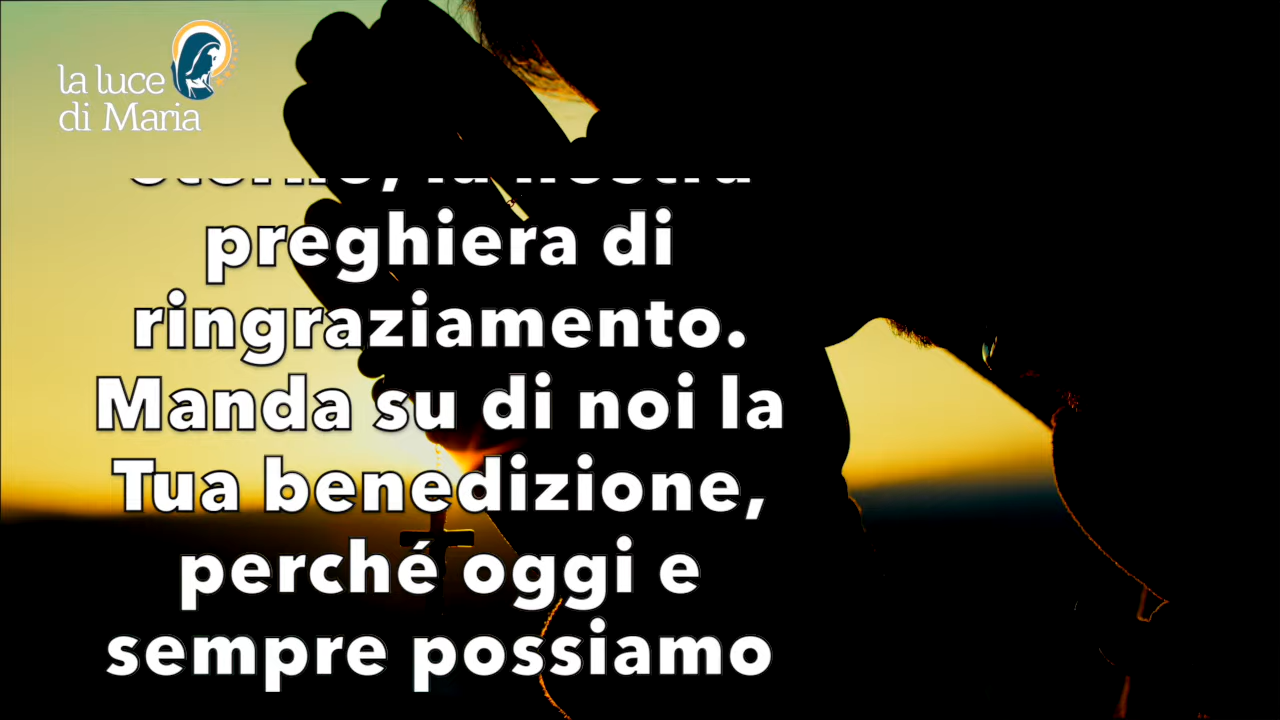 la luce
di Maria
preghiera di
ringraziamento.
Manda su di noi la
Tua benedizione,
perché oggi e
sempre possiamo